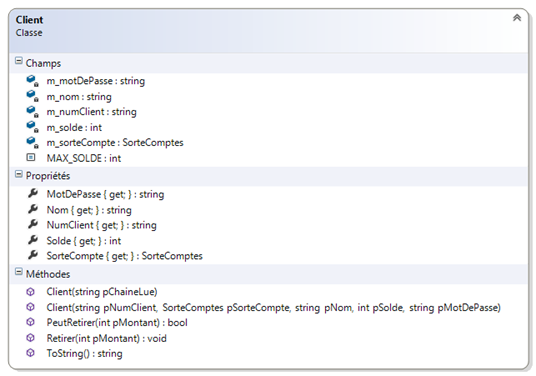 Client
Classe
Champs
m_motDePasse : string
m_nom : string
m_numClient : string
m_solde : int
m_sorteCompte : SorteComptes
MAX_SOLDE : int
Propriétés
MotDePasse { get; } : string
Nom { get; } : string
NumClient { get; } : string
Solde { get; } : int
SorteCompte { get; } : SorteComptes
Méthodes
Client(string pChaineLue)
Client(string pNumClient, SorteComptes pSorteCompte, string pNom, int pSolde, string pMotDePasse)
PeutRetirer(int pMontant) : bool
Retirer(int pMontant) : void
ToString() : string